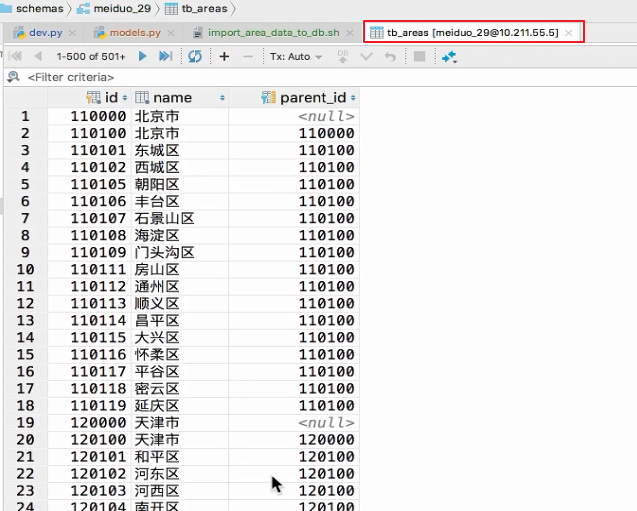 schemas meiduo_29 tb_areas
dev.py models.py import_area_data_to_db.sh tb_areas [meiduo_29@10.211.55.5]
1-500 of 501+ Tx: Auto DB
<Filter criteria>
id name parent_id
1 110000 北京市 <null>
2 110100 北京市 110000
3 110101 东城区 110100
4 110102 西城区 110100
5 110105 朝阳区 110100
6 110106 丰台区 110100
7 110107 石景山区 110100
8 110108 海淀区 110100
9 110109 门头沟区 110100
10 110111 房山区 110100
11 110112 通州区 110100
12 110113 顺义区 110100
13 110114 昌平区 110100
14 110115 大兴区 110100
15 110116 怀柔区 110100
16 110117 平谷区 110100
17 110118 密云区 110100
18 110119 延庆区 110100
19 120000 天津市 <null>
20 120100 天津市 120000
21 120101 和平区 120100
22 120102 河东区 120100
23 120103 河西区 120100
24 120104 南开区 120100